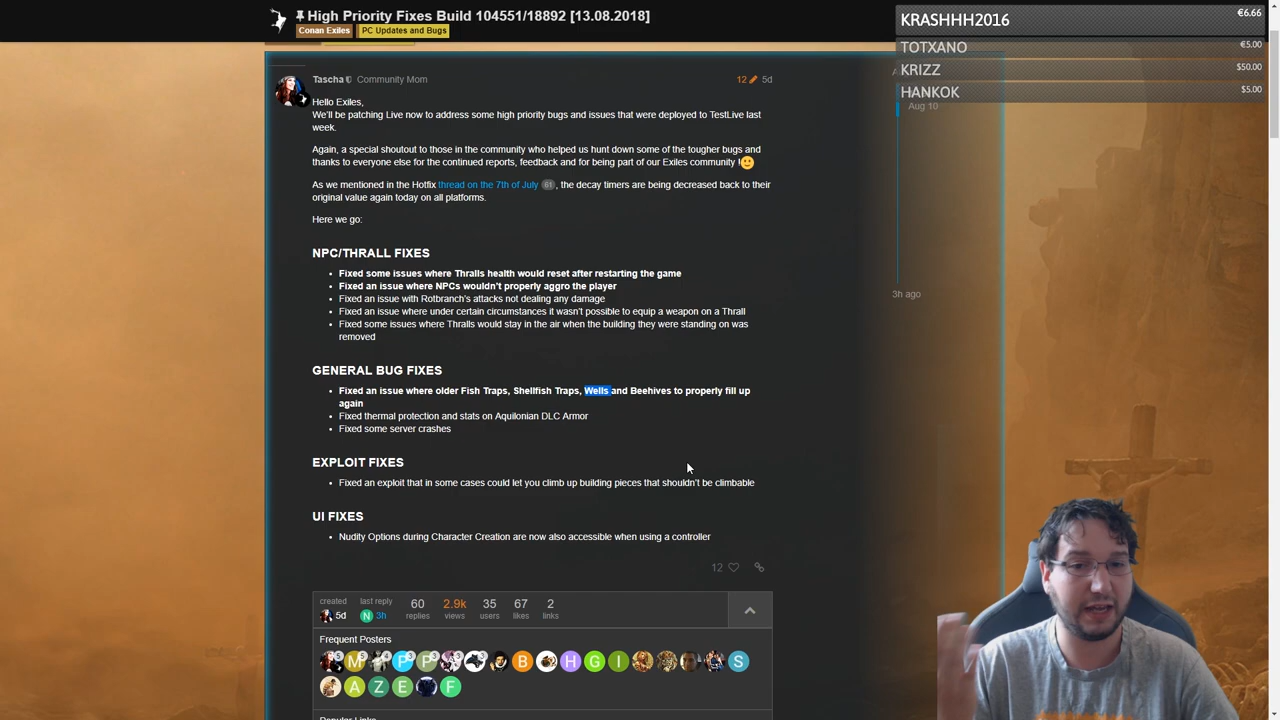 High Priority Fixes Build 104551/18892 [13.08.2018]
Conan Exiles PC Updates and Bugs
KRASHHH2016 €6.66
TOTXANO €5.00
KRIZZ $50.00
HANKOK $5.00
Aug 10
3h ago
Tascha Community Mom 12 5d
Hello Exiles,
We'll be patching Live now to address some high priority bugs and issues that were deployed to TestLive last
week.
Again, a special shoutout to those in the community who helped us hunt down some of the tougher bugs and
thanks to everyone else for the continued reports, feedback and for being part of our Exiles community !
As we mentioned in the Hotfix thread on the 7th of July 61, the decay timers are being decreased back to their
original value again today on all platforms.
Here we go:
NPC/THRALL FIXES
• Fixed some issues where Thralls health would reset after restarting the game
• Fixed an issue where NPCs wouldn't properly aggro the player
• Fixed an issue with Rotbranch's attacks not dealing any damage
• Fixed an issue where under certain circumstances it wasn't possible to equip a weapon on a Thrall
• Fixed some issues where Thralls would stay in the air when the building they were standing on was
removed
GENERAL BUG FIXES
• Fixed an issue where older Fish Traps, Shellfish Traps, Wells and Beehives to properly fill up
again
• Fixed thermal protection and stats on Aquilonian DLC Armor
• Fixed some server crashes
EXPLOIT FIXES
• Fixed an exploit that in some cases could let you climb up building pieces that shouldn't be climbable
UI FIXES
• Nudity Options during Character Creation are now also accessible when using a controller
12
created last reply 60 2.9k 35 67 2
5d N 3h replies views users likes links
Frequent Posters
M P P B H G I S
A Z E F
Popular Links